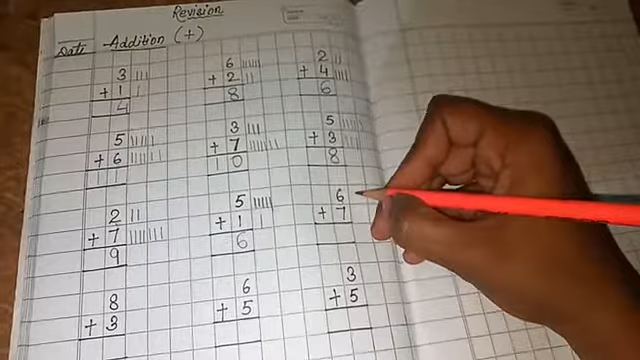 Revision
Date Addition (+)
3 6 2
+ 1 + 2 + 4
4 8 6
5 3 5
+ 6 + 7 + 3
11 10 8
2 5 6
+ 7 + 1 + 7
9 6
8 6 3
+ 3 + 5 + 5